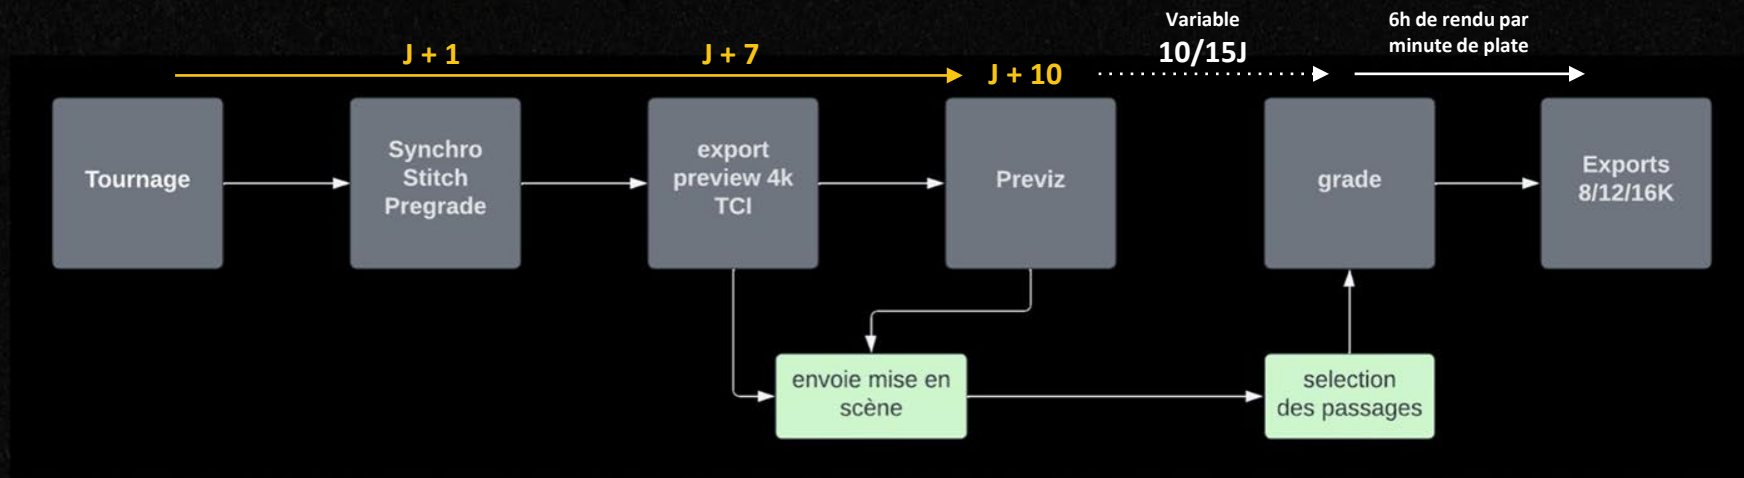 Variable
10/15J
6h de rendu par
minute de plate
J + 1
J + 7
J + 10
Tournage
Synchro
Stitch
Pregrade
export
preview 4k
TCI
Previz
grade
Exports
8/12/16K
envoie mise en
scène
selection
des passages